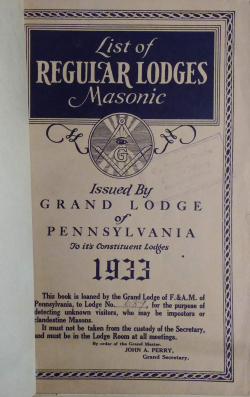 List of
REGULAR LODGES
Masonic
G
Issued By
GRAND LODGE
of
PENNSYLVANIA
To it's Constituent Lodges
1933
This book is loaned by the Grand Lodge of F. & A. M. of
Pennsylvania, to Lodge No. for the purpose of
detecting unknown visitors, who may be impostors or
clandestine Masons.
It must not be taken from the custody of the Secretary,
and must be in the Lodge Room at all meetings.
By order of the Grand Master.
JOHN A. PERRY,
Grand Secretary.